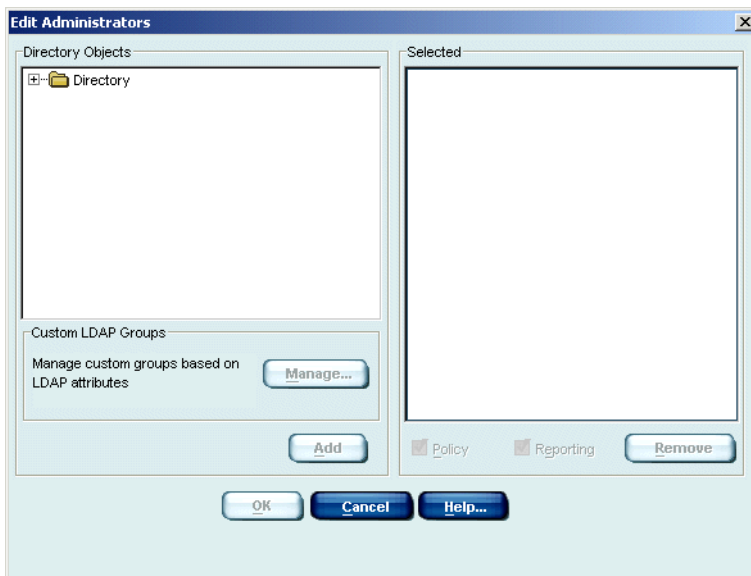 Edit Administrators
Directory Objects
Directory
Custom LDAP Groups
Manage custom groups based on
LDAP attributes
Manage...
Add
Selected
Policy
Reporting
Remove
OK
Cancel
Help...